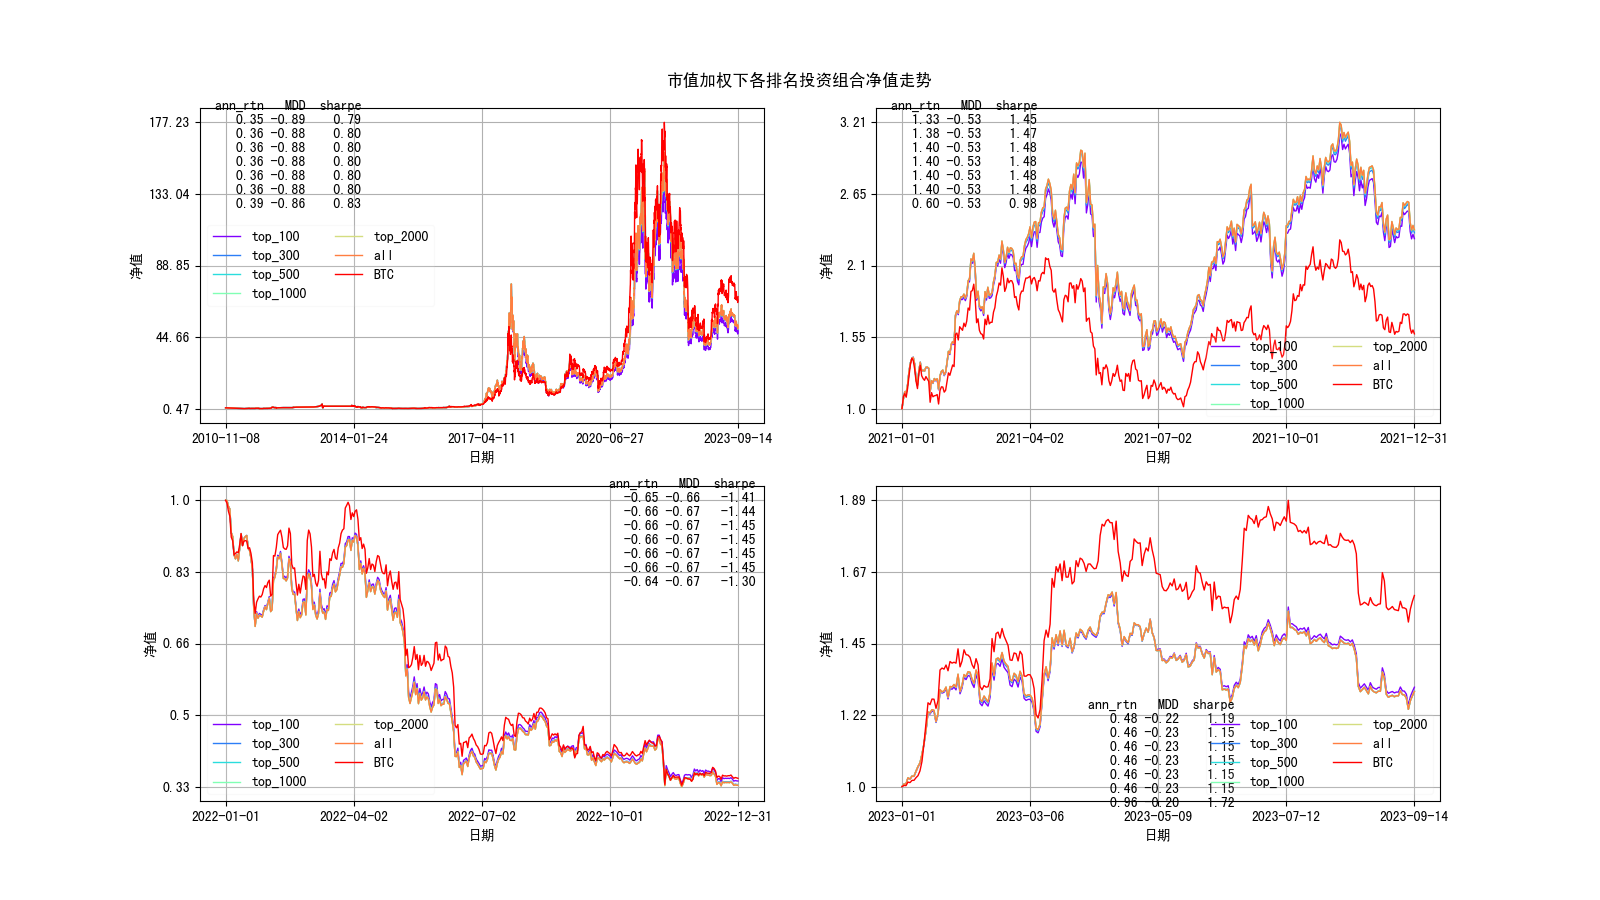 市值加权下各排名投资组合净值走势
ann_rtn MDD sharpe
0.35 -0.89 0.79
0.36 -0.88 0.80
0.36 -0.88 0.80
0.36 -0.88 0.80
0.36 -0.88 0.80
0.36 -0.88 0.80
0.39 -0.86 0.83
177.23
133.04
88.85
44.66
0.47
净值
top_100 top_2000
top_300 all
top_500 BTC
top_1000
2010-11-08 2014-01-24 2017-04-11 2020-06-27 2023-09-14
日期
ann_rtn MDD sharpe
1.33 -0.53 1.45
1.38 -0.53 1.47
1.40 -0.53 1.48
1.40 -0.53 1.48
1.40 -0.53 1.48
1.40 -0.53 1.48
0.60 -0.53 0.98
3.21
2.65
2.1
1.55
1.0
净值
top_100 top_2000
top_300 all
top_500 BTC
top_1000
2021-01-01 2021-04-02 2021-07-02 2021-10-01 2021-12-31
日期
ann_rtn MDD sharpe
-0.65 -0.66 -1.41
-0.66 -0.67 -1.44
-0.66 -0.67 -1.45
-0.66 -0.67 -1.45
-0.66 -0.67 -1.45
-0.66 -0.67 -1.45
-0.64 -0.67 -1.30
1.0
0.83
0.66
0.5
0.33
净值
top_100 top_2000
top_300 all
top_500 BTC
top_1000
2022-01-01 2022-04-02 2022-07-02 2022-10-01 2022-12-31
日期
1.89
1.67
1.45
1.22
1.0
净值
ann_rtn MDD sharpe
0.48 -0.22 1.19
0.46 -0.23 1.15
0.46 -0.23 1.15
0.46 -0.23 1.15
0.46 -0.23 1.15
0.46 -0.23 1.15
0.96 -0.20 1.72
top_100 top_2000
top_300 all
top_500 BTC
top_1000
2023-01-01 2023-03-06 2023-05-09 2023-07-12 2023-09-14
日期